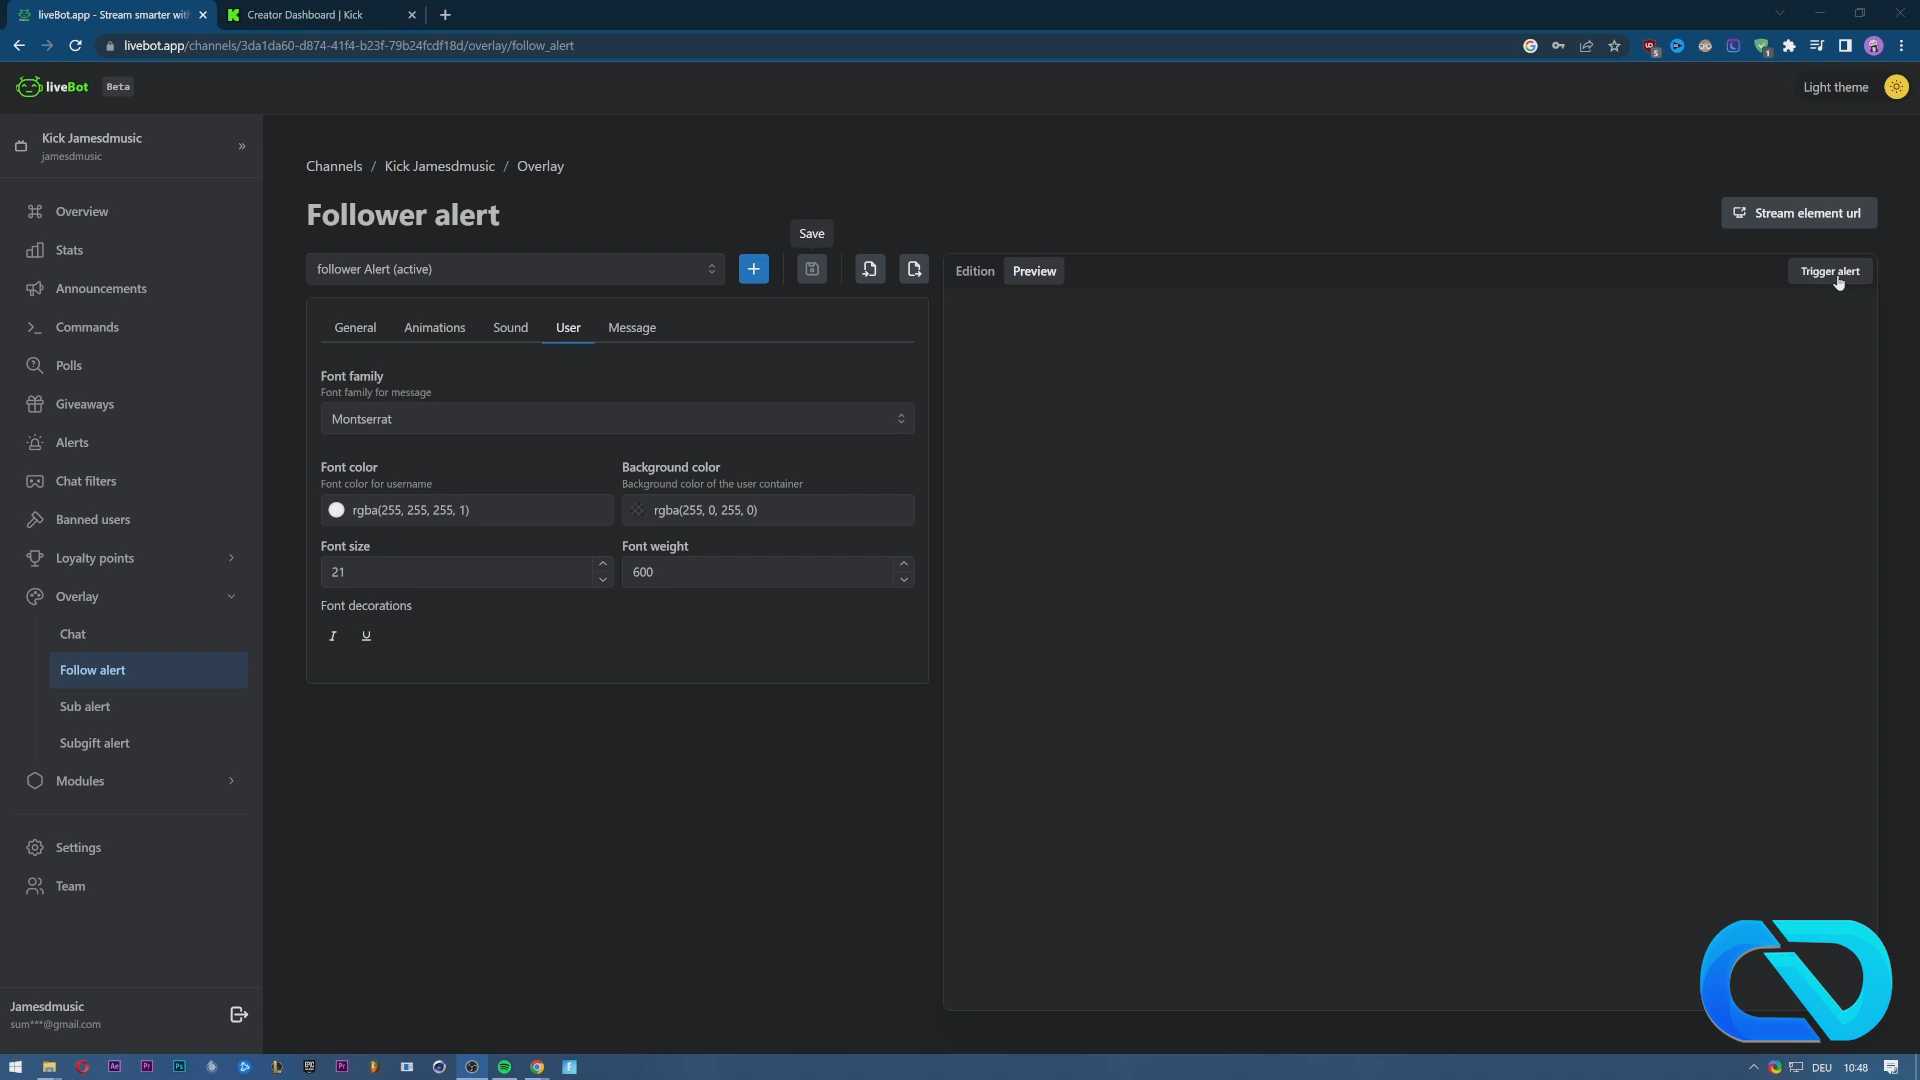 liveBot.app - Stream smarter with
Creator Dashboard | Kick
livebot.app/channels/3da1da60-d874-41f4-b23f-79b24fcdf18d/overlay/follow_alert
liveBot
Beta
Light theme
Kick Jamesdmusic
jamesdmusic
Channels / Kick Jamesdmusic / Overlay
Overview
Follower alert
Stream element url
Save
Stats
follower Alert (active)
Edition
Preview
Trigger alert
Announcements
General
Animations
Sound
User
Message
Commands
Polls
Font family
Font family for message
Montserrat
Giveaways
Alerts
Font color
Font color for username
rgba(255, 255, 255, 1)
Background color
Background color of the user container
rgba(255, 0, 255, 0)
Chat filters
Banned users
Font size
21
Font weight
600
Loyalty points
Font decorations
I
U
Overlay
Chat
Follow alert
Sub alert
Subgift alert
Modules
Settings
Team
Jamesdmusic
sum***@gmail.com
DEU
10:48